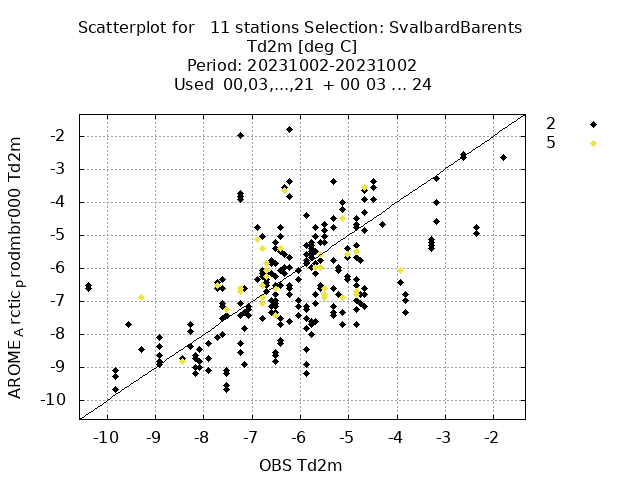 Scatterplot for   11 stations Selection: SvalbardBarents
Td2m [deg C]
Period: 20231002-20231002
Used  00,03,...,21  + 00 03 ... 24
2
5
-2
-3
-4
-5
-6
-7
-8
-9
-10
AROME_Arctic_prodmbr000 Td2m
-10 -9 -8 -7 -6 -5 -4 -3 -2
OBS Td2m